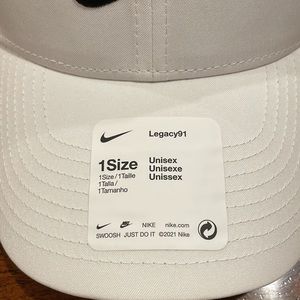 Legacy91
1Size
1Size/1Taille
1Talla/
1Tamanho
Unisex
Unisexe
Unissex
NIKE nike.com
SWOOSH JUST DO IT ©2021 Nike